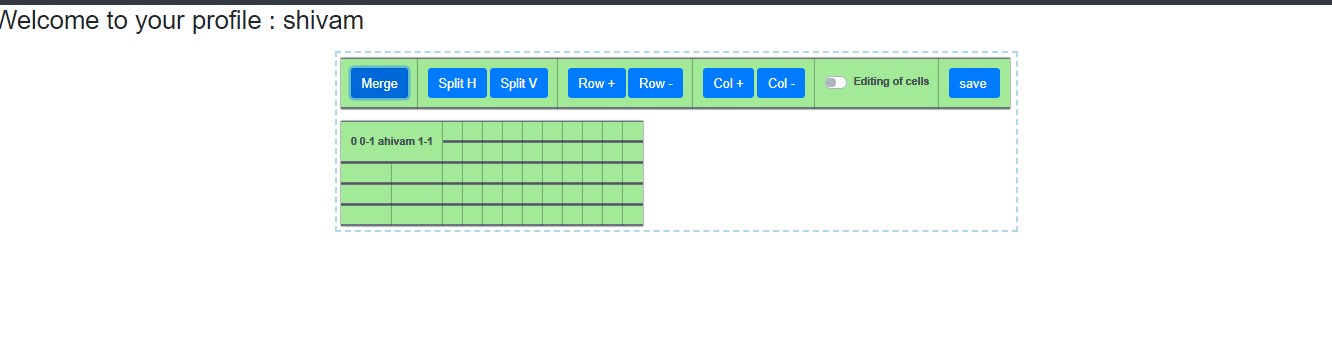 Welcome to your profile : shivam
Merge Split H Split V Row + Row - Col + Col - Editing of cells save
0 0-1 ahivam 1-1